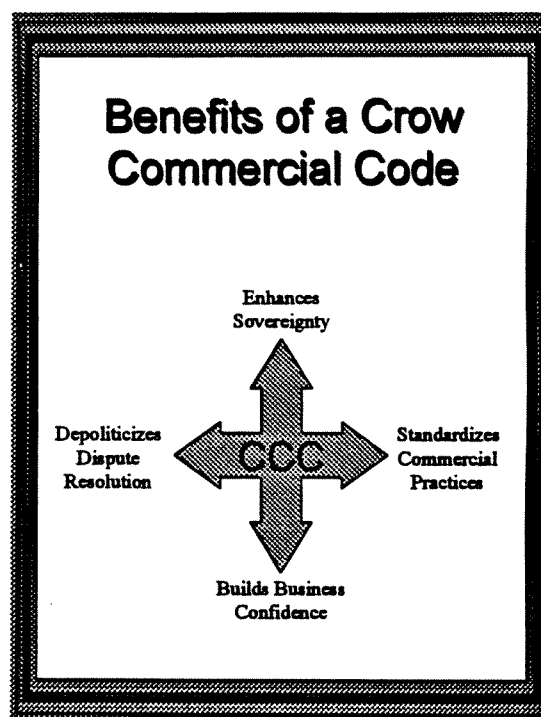 Benefits of a Crow
Commercial Code
Enhances
Sovereignty
Depoliticizes
Dispute
Resolution
CCC
Standardizes
Commercial
Practices
Builds Business
Confidence